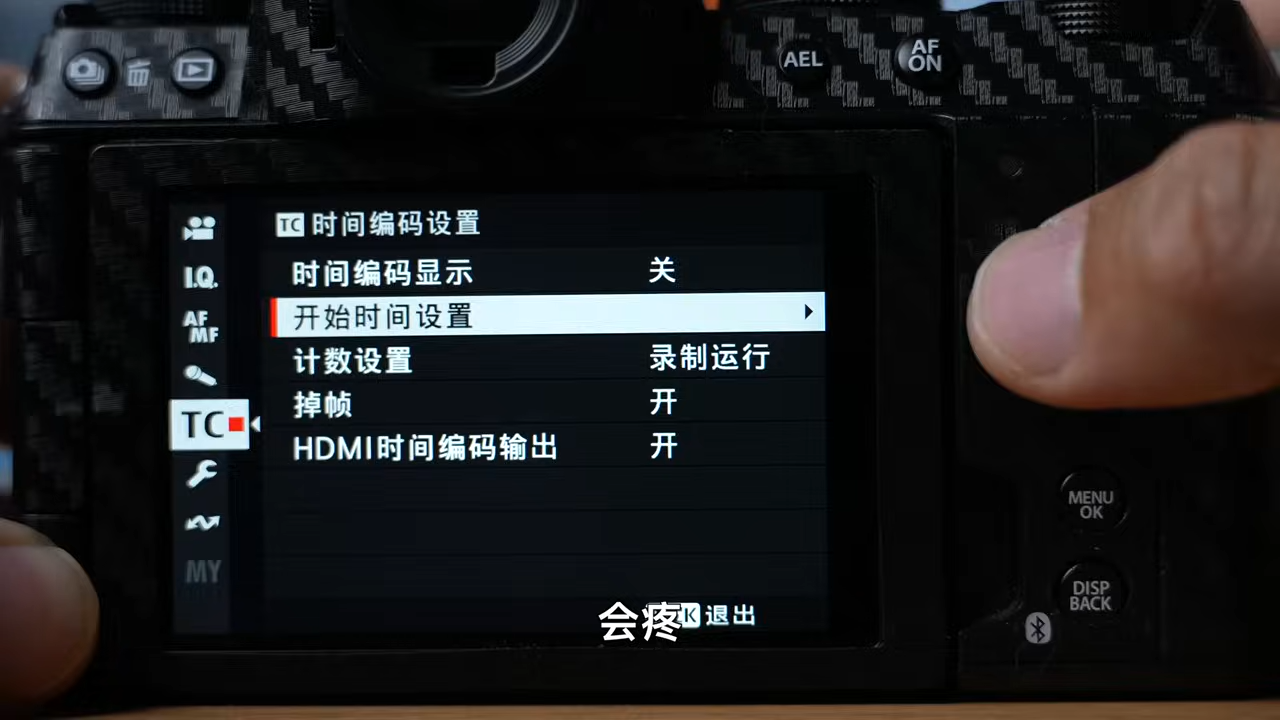 AEL
AF
ON
TC 时间编码设置
时间编码显示 关
开始时间设置
计数设置 录制运行
掉帧 开
HDMI时间编码输出 开
I.Q.
AF
MF
TC
MY
退出
会疼
MENU
OK
DISP
BACK